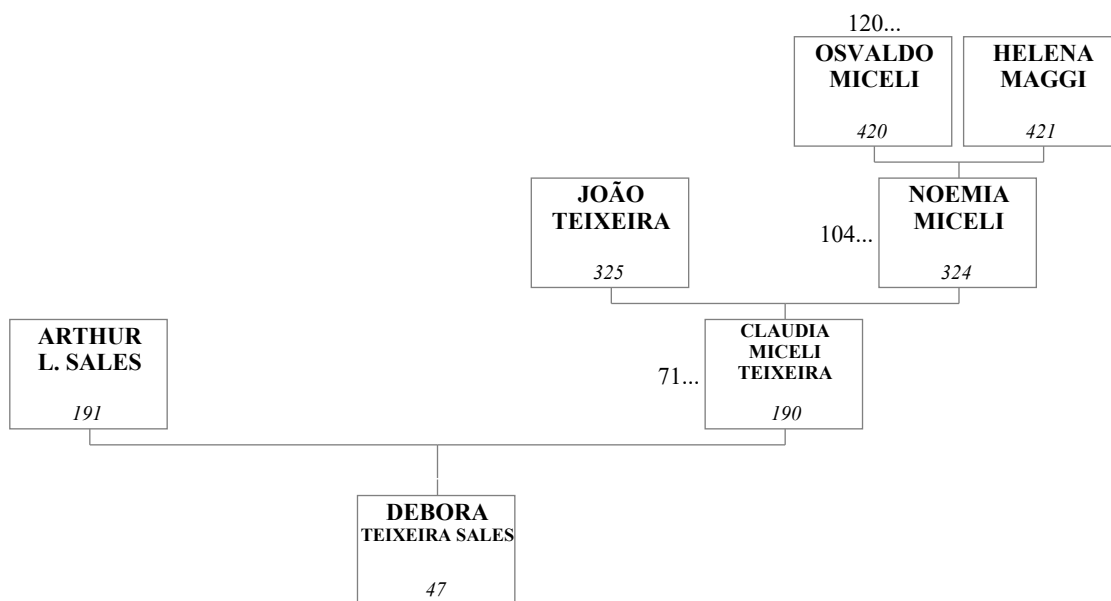 120...
OSVALDO
MICELI
420
HELENA
MAGGI
421
JOÃO
TEIXEIRA
325
104...
NOEMIA
MICELI
324
ARTHUR
L. SALES
191
71...
CLAUDIA
MICELI
TEIXEIRA
190
DEBORA
TEIXEIRA SALES
47